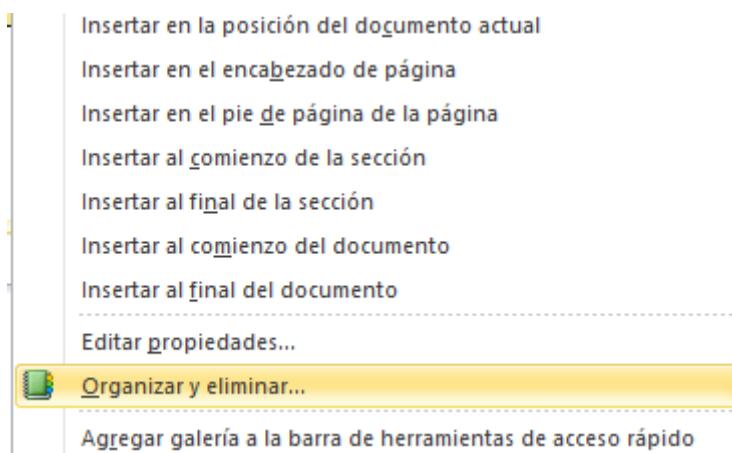 Insertar en la posición del documento actual
Insertar en el encabezado de página
Insertar en el pie de página de la página
Insertar al comienzo de la sección
Insertar al final de la sección
Insertar al comienzo del documento
Insertar al final del documento
Editar propiedades...
Organizar y eliminar...
Agregar galería a la barra de herramientas de acceso rápido